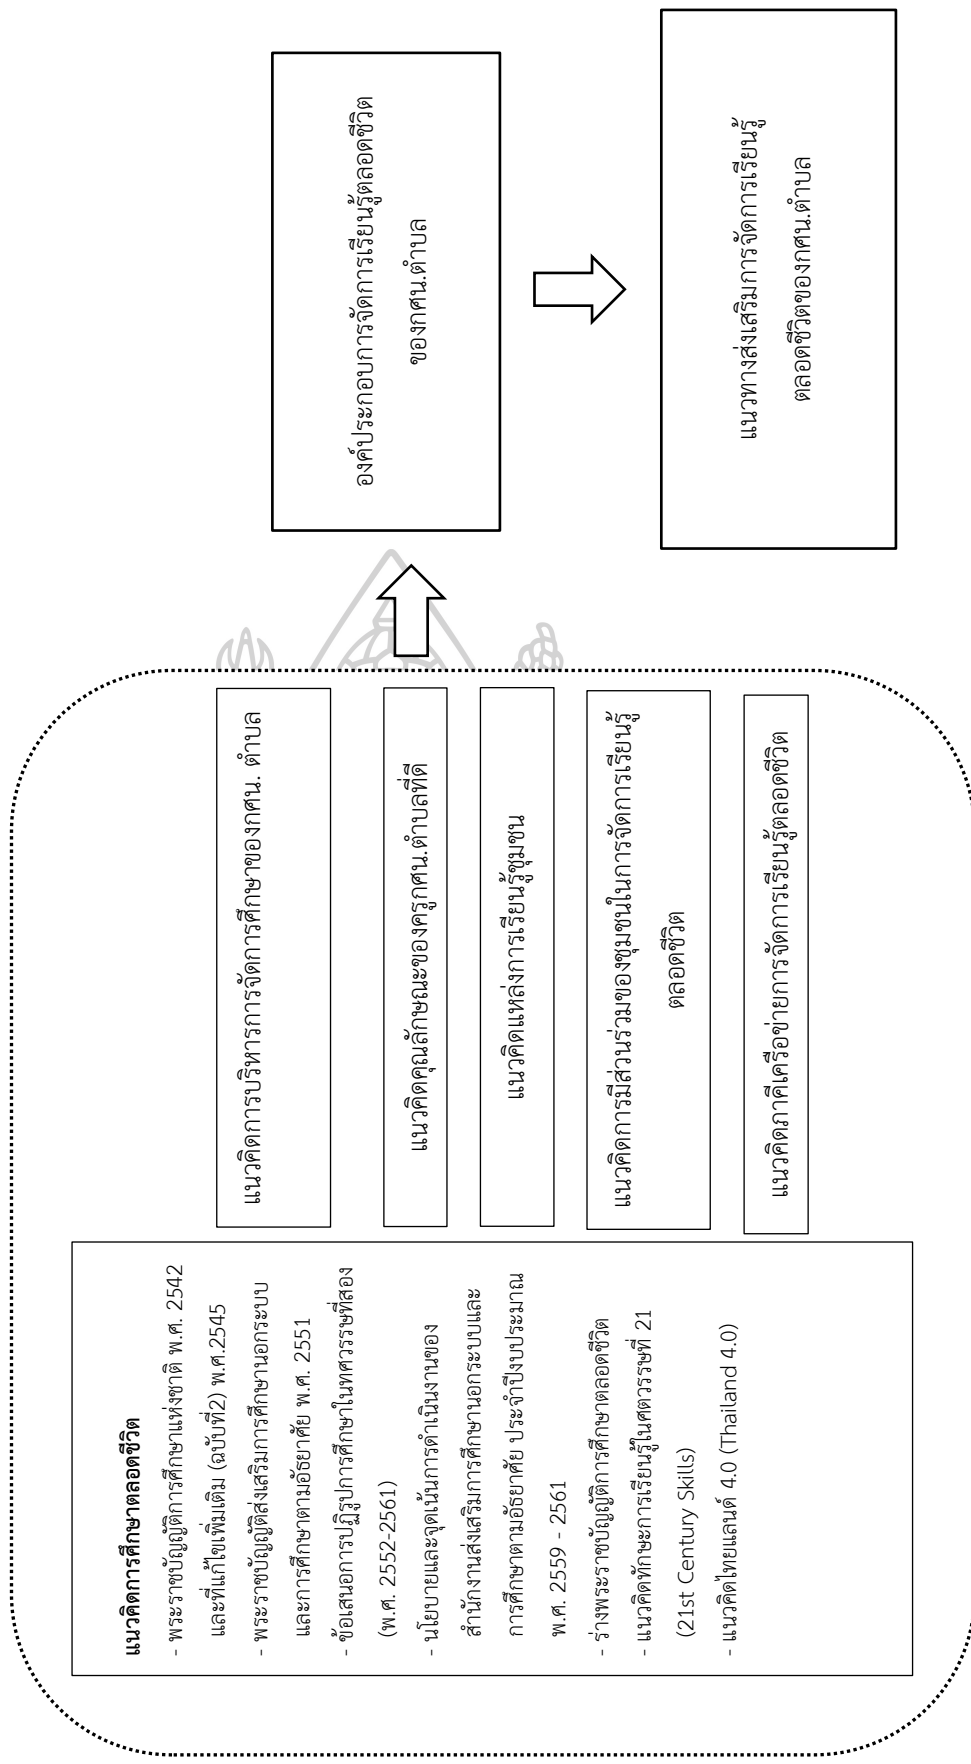 แนวคิดการศึกษาตลอดชีวิต
- พระราชบัญญัติการศึกษาแห่งชาติ พ.ศ. 2542
และที่แก้ไขเพิ่มเติม (ฉบับที่2) พ.ศ.2545
- พระราชบัญญัติส่งเสริมการศึกษานอกระบบ
และการศึกษาตามอัธยาศัย พ.ศ. 2551
- ข้อเสนอการปฏิรูปการศึกษาในทศวรรษที่สอง
(พ.ศ. 2552-2561)
- นโยบายและจุดเน้นการดำเนินงานของ
สำนักงานส่งเสริมการศึกษานอกระบบและ
การศึกษาตามอัธยาศัย ประจำปีงบประมาณ
พ.ศ. 2559 - 2561
- ร่างพระราชบัญญัติการศึกษาตลอดชีวิต
- แนวคิดทักษะการเรียนรู้ในศตวรรษที่ 21
(21st Century Skills)
- แนวคิดไทยแลนด์ 4.0 (Thailand 4.0)
แนวคิดการบริหารการจัดการศึกษาของกศน. ตำบล
แนวคิดคุณลักษณะของครูกศน.ตำบลที่ดี
แนวคิดแหล่งการเรียนรู้ชุมชน
แนวคิดการมีส่วนร่วมของชุมชนในการจัดการเรียนรู้
ตลอดชีวิต
แนวคิดภาคีเครือข่ายการจัดการเรียนรู้ตลอดชีวิต
องค์ประกอบการจัดการเรียนรู้ตลอดชีวิต
ของกศน.ตำบล
แนวทางส่งเสริมการจัดการเรียนรู้
ตลอดชีวิตของกศน.ตำบล